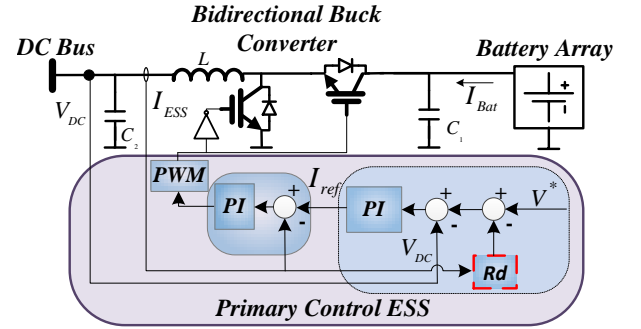 Bidirectional Buck
Converter
DC Bus
Battery Array
L
V_DC
I_ESS
C_2
C_1
I_Bat
+
-
PWM
PI
+
-
I_ref
PI
+
-
+
-
V*
V_DC
Rd
Primary Control ESS